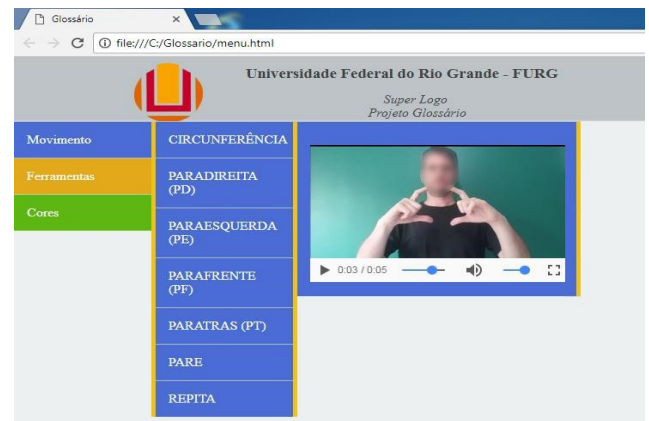 Glossário
file:///C:/Glossario/menu.html
Universidade Federal do Rio Grande - FURG
Super Logo
Projeto Glossário
Movimento
Ferramentas
Cores
CIRCUNFERÊNCIA
PARADIREITA
(PD)
PARAESQUERDA
(PE)
PARAFRENTE
(PF)
PARATRAS (PT)
PARE
REPITA
0:03 / 0:05